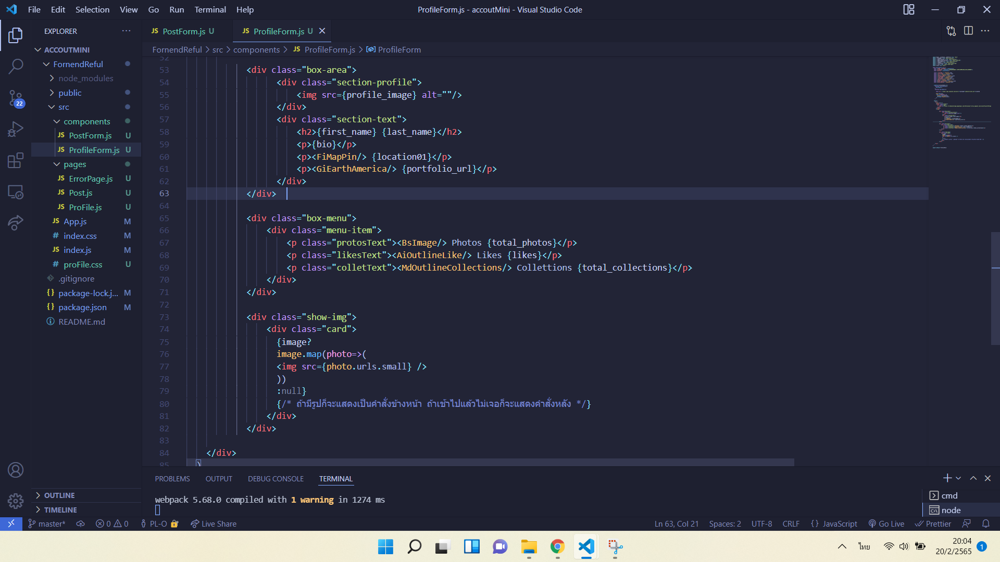 File Edit Selection View Go Run Terminal Help
ProfileForm.js - accoutMini - Visual Studio Code
EXPLORER
ACCOUTMINI
FornendReful
node_modules
public
src
components
JS PostForm.js U
JS ProfileForm.js U
pages
JS ErrorPage.js U
JS Post.js U
JS ProFile.js U
JS App.js M
# index.css M
JS index.js M
# proFile.css U
.gitignore
{} package-lock.j... M
{} package.json M
README.md
OUTLINE
TIMELINE
22
JS PostForm.js U
JS ProfileForm.js U
FornendReful > src > components > JS ProfileForm.js > ProfileForm
52
53 <div class="box-area">
54 <div class="section-profile">
55 <img src={profile_image} alt=""/>
56 </div>
57 <div class="section-text">
58 <h2>{first_name} {last_name}</h2>
59 <p>{bio}</p>
60 <p><FiMapPin/> {location01}</p>
61 <p><GiEarthAmerica/> {portfolio_url}</p>
62 </div>
63 </div>
64
65 <div class="box-menu">
66 <div class="menu-item">
67 <p class="protosText"><BsImage/> Photos {total_photos}</p>
68 <p class="likesText"><AiOutlineLike/> Likes {likes}</p>
69 <p class="colletText"><MdOutlineCollections/> Collettions {total_collections}</p>
70 </div>
71 </div>
72
73 <div class="show-img">
74 <div class="card">
75 {image?
76 image.map(photo=>(
77 <img src={photo.urls.small} />
78 ))
79 :null}
80 {/* ถ้ามีรูปก็จะแสดงเป็นคำสั่งข้างหน้า ถ้าเช้าไปแล้วไม่เจอก็จะแสดงคำสั่งหลัง */}
81 </div>
82 </div>
83
84 </div>
85 )
PROBLEMS OUTPUT DEBUG CONSOLE TERMINAL
webpack 5.68.0 compiled with 1 warning in 1274 ms
cmd
node
master* 0 0 PL-O Live Share
Ln 63, Col 21 Spaces: 2 UTF-8 CRLF {} JavaScript Go Live Prettier
ไทย
20:04
20/2/2565
1